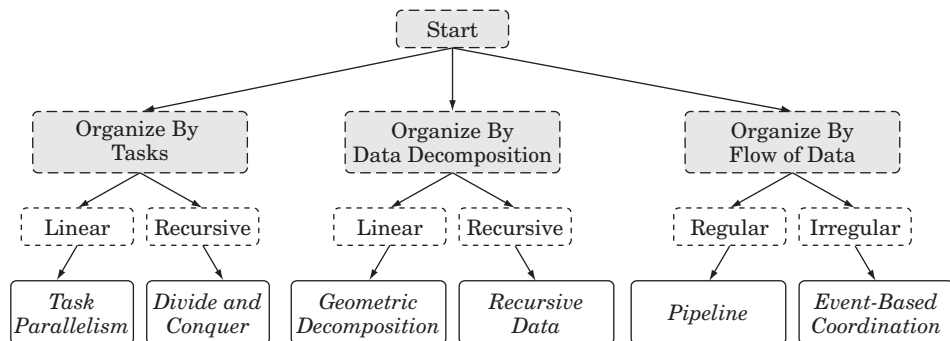 Start
Organize By
Tasks
Organize By
Data Decomposition
Organize By
Flow of Data
Linear
Recursive
Linear
Recursive
Regular
Irregular
Task
Parallelism
Divide and
Conquer
Geometric
Decomposition
Recursive
Data
Pipeline
Event-Based
Coordination